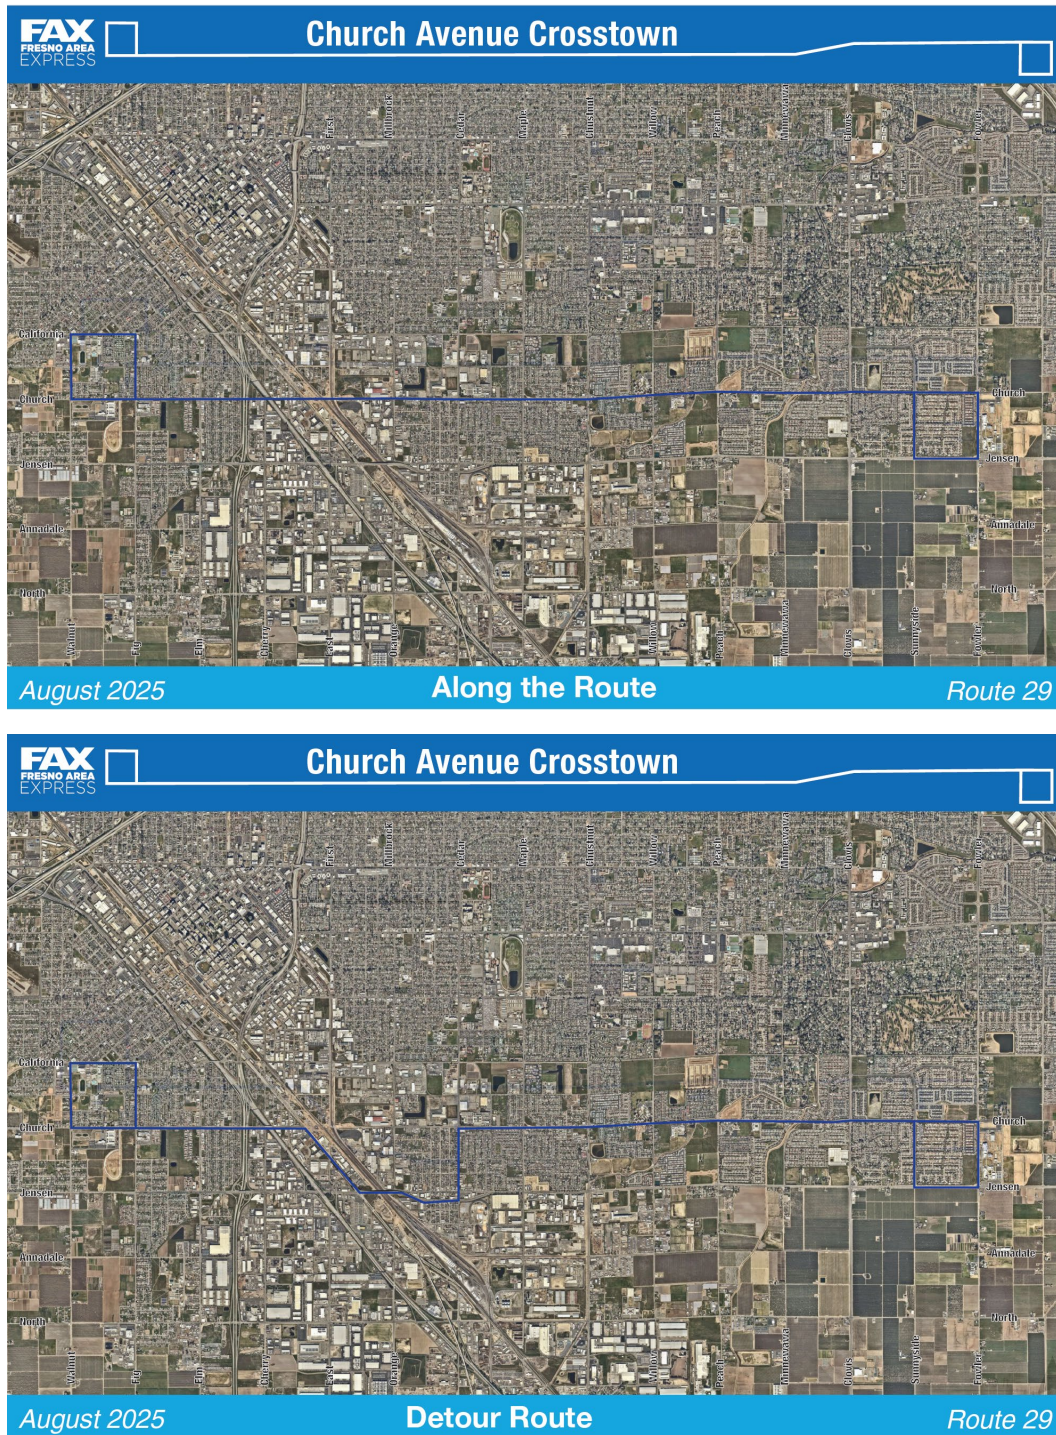 FAX
FRESNO AREA
EXPRESS
Church Avenue Crosstown
First
Millbrook
Cedar
Maple
Chestnut
Willow
Peach
Minnewawa
Clovis
Fowler
California
Church
Church
Jensen
Jensen
Annadale
Annadale
North
North
Walnut
Fig
Elm
Cherry
East
Orange
Willow
Peach
Minnewawa
Clovis
Sunnyside
Fowler
August 2025
Along the Route
Route 29
FAX
FRESNO AREA
EXPRESS
Church Avenue Crosstown
First
Millbrook
Cedar
Maple
Chestnut
Willow
Peach
Minnewawa
Clovis
Fowler
California
Church
Church
Jensen
Jensen
Annadale
Annadale
North
North
Walnut
Fig
Elm
Cherry
East
Orange
Willow
Peach
Minnewawa
Clovis
Sunnyside
Fowler
August 2025
Detour Route
Route 29